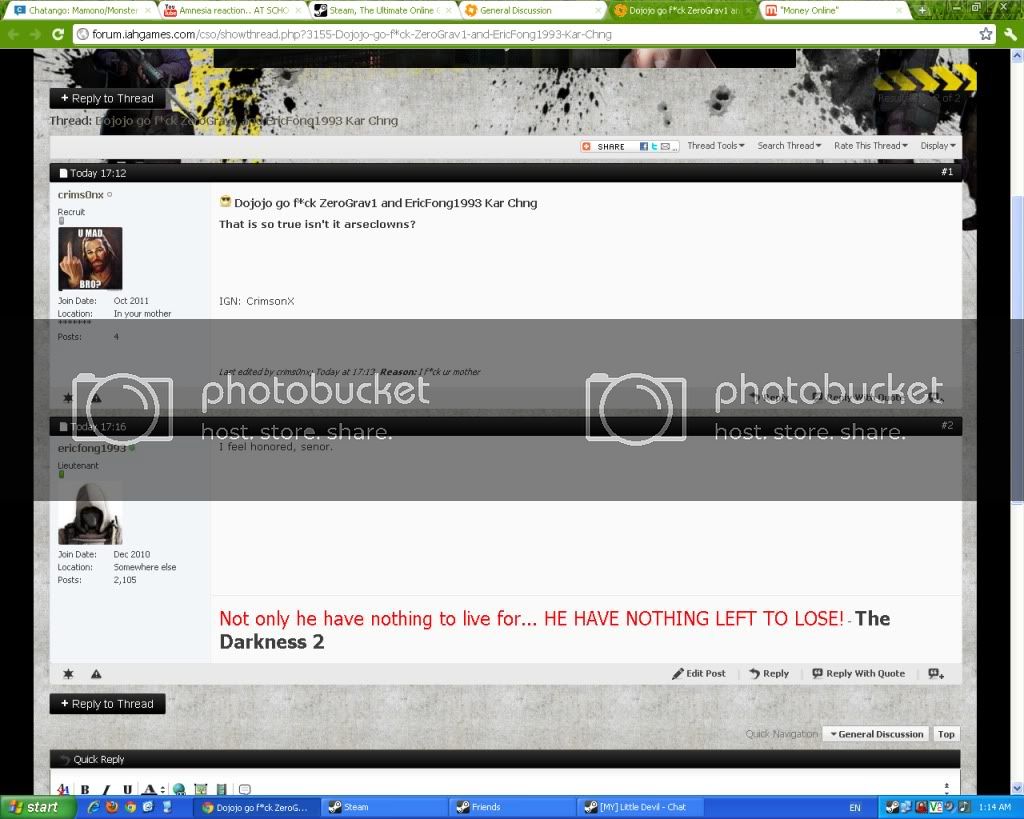 Chatango: Mamono/Monster
Amnesia reaction.. AT SCHO
Steam, The Ultimate Online G
General Discussion
Dojojo go f*ck ZeroGrav1 an
"Money Online"
forum.iahgames.com/cso/showthread.php?3155-Dojojo-go-f*ck-ZeroGrav1-and-EricFong1993-Kar-Chng
+ Reply to Thread
Thread: Dojojo go f*ck ZeroGrav1 and EricFong1993 Kar Chng
SHARE
Thread Tools
Search Thread
Rate This Thread
Display
Today 17:12
#1
crims0nx
Recruit
U MAD
BRO?
Join Date: Oct 2011
Location: In your mother
*******
Posts: 4
Dojojo go f*ck ZeroGrav1 and EricFong1993 Kar Chng
That is so true isn't it arseclowns?
IGN: CrimsonX
Last edited by crims0nx; Today at 17:13. Reason: I f*ck ur mother
Reply
Reply With Quote
photobucket
host. store. share.
photobucket
host. store. share.
Today 17:16
#2
ericfong1993
Lieutenant
Join Date: Dec 2010
Location: Somewhere else
Posts: 2,105
I feel honored, senor.
Not only he have nothing to live for... HE HAVE NOTHING LEFT TO LOSE! - The
Darkness 2
Edit Post
Reply
Reply With Quote
+ Reply to Thread
Quick Navigation
General Discussion
Top
Quick Reply
B I U A
start
Dojojo go f*ck ZeroG...
Steam
Friends
[MY] Little Devil - Chat
EN
1:14 AM